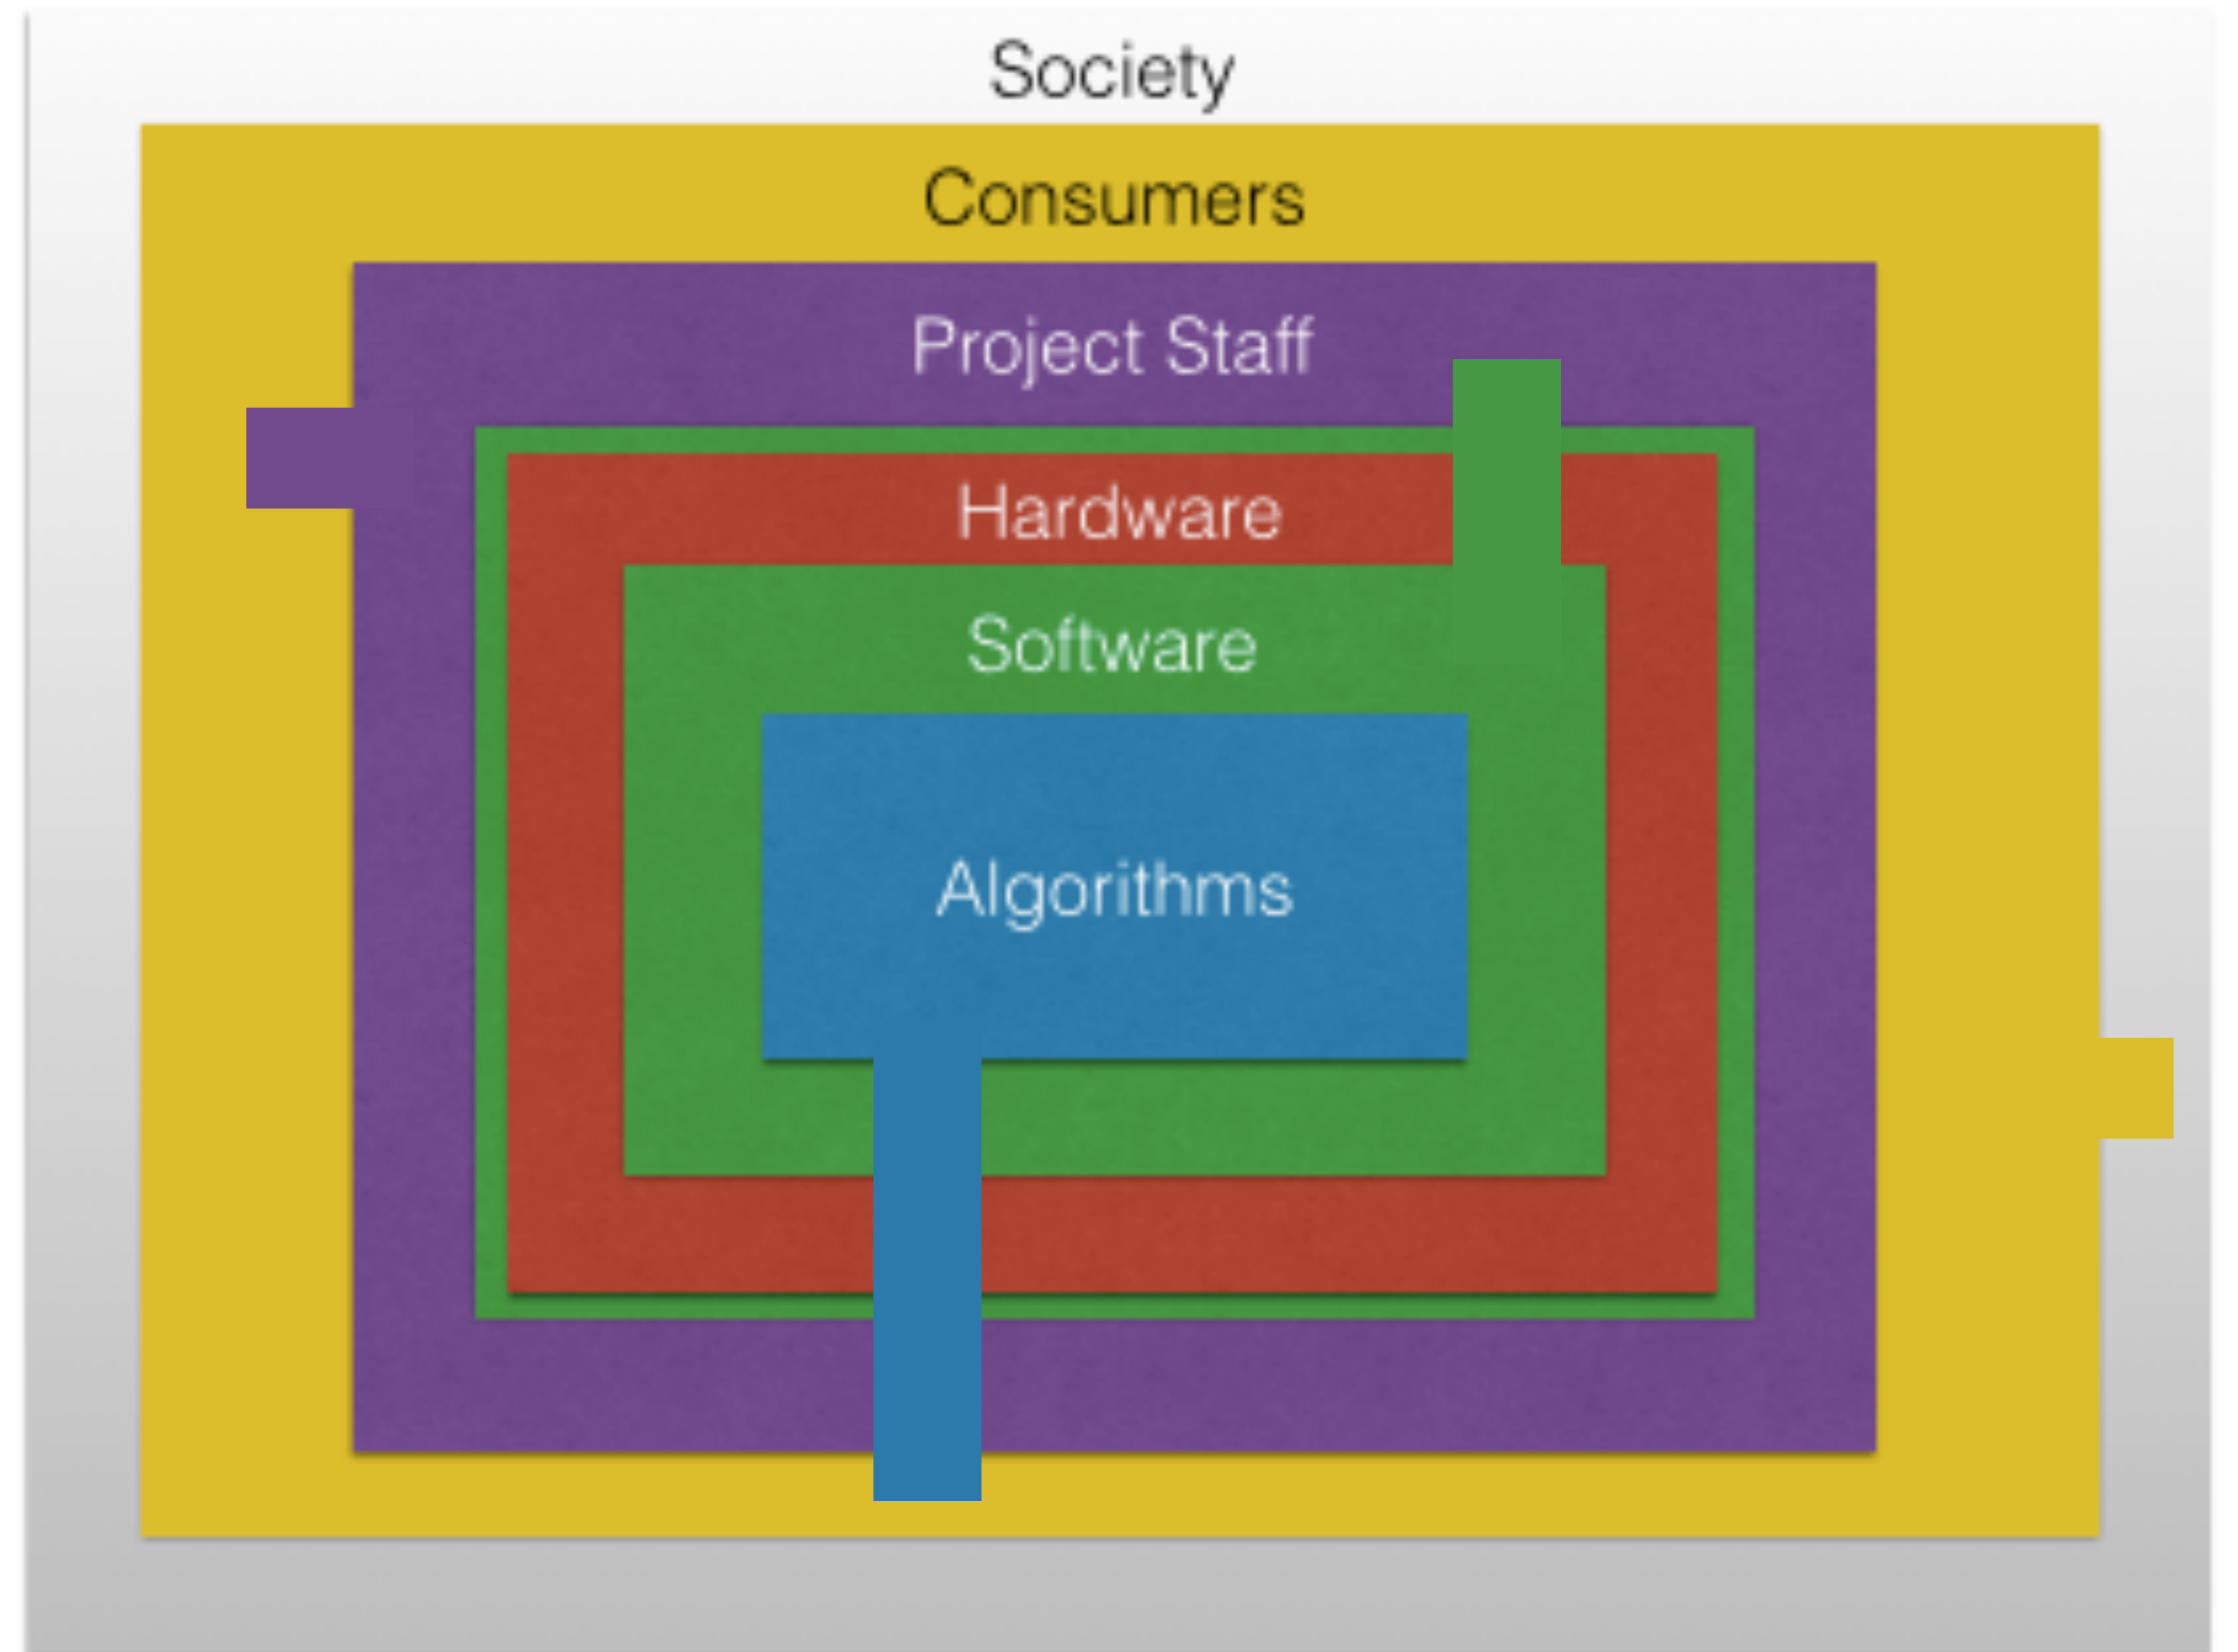 Society
Consumers
Project Staff
Hardware
Software
Algorithms